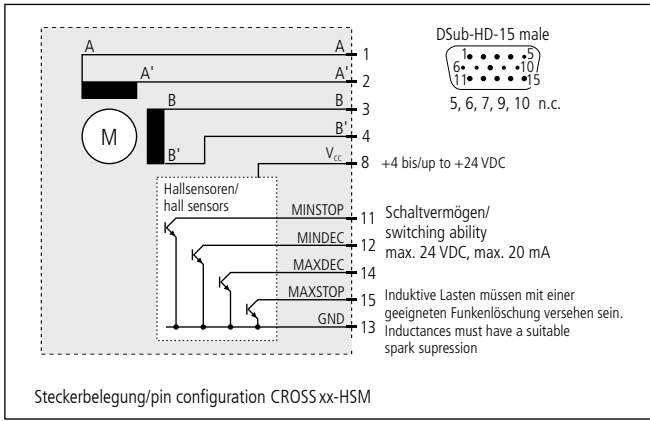 DSub-HD-15 male
1 5
6 10
11 15
5, 6, 7, 9, 10 n.c.
A A 1
A' A' 2
B B 3
M
B' B' 4
Vcc 8 +4 bis/up to +24 VDC
Hallsensoren/
hall sensors
MINSTOP 11
MINDEC 12
MAXDEC 14
MAXSTOP 15
GND 13
Schaltvermögen/
switching ability
max. 24 VDC, max. 20 mA
Induktive Lasten müssen mit einer
geeigneten Funkenlöschung versehen sein.
Inductances must have a suitable
spark supression
Steckerbelegung/pin configuration CROSS xx-HSM